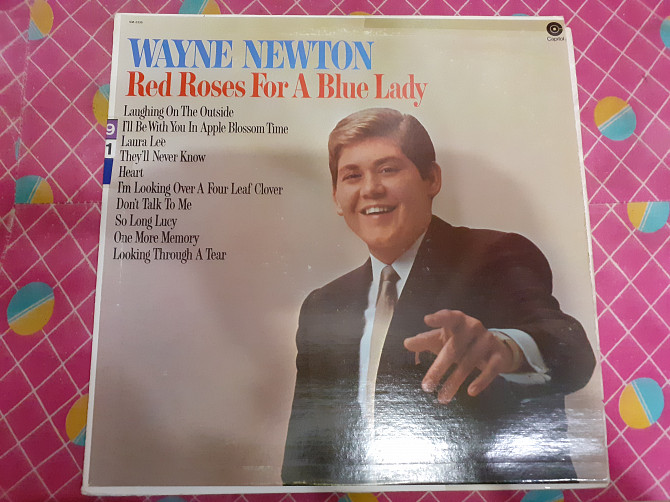 WAYNE NEWTON
Red Roses For A Blue Lady
Laughing On The Outside
I'll Be With You In Apple Blossom Time
Laura Lee
They'll Never Know
Heart
I'm Looking Over A Four Leaf Clover
Don't Talk To Me
So Long Lucy
One More Memory
Looking Through A Tear
Capitol
9
1